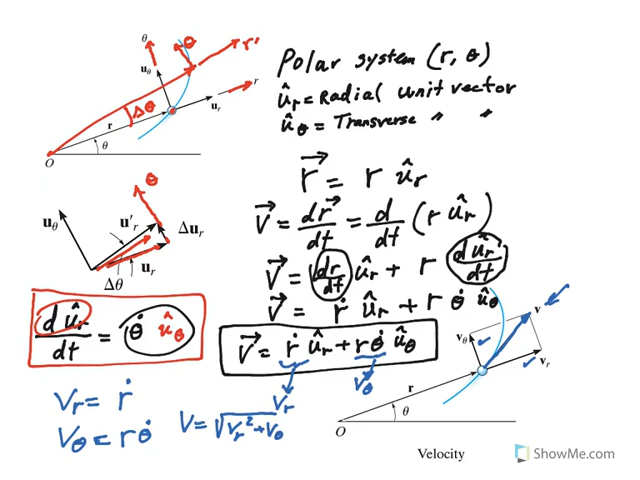 Polar system (r, θ)
û_r = Radial unit vector
û_θ = Transverse " "
θ
θ
r'
u_θ
r
u_r
Δθ
r
θ
O
r⃗ = r û_r
V⃗ = dr⃗/dt = d/dt (r û_r)
V⃗ = dr/dt û_r + r dû_r/dt
V⃗ = ṙ û_r + r θ̇ û_θ
V⃗ = ṙ û_r + rθ̇ û_θ
V_r
V_θ
θ
u_θ
u'_r
Δu_r
u_r
Δθ
dû_r/dt = θ̇ û_θ
V_r = ṙ
V_θ = rθ̇
V = √V_r² + V_θ
v
v_θ
v_r
r
θ
O
Velocity
ShowMe.com